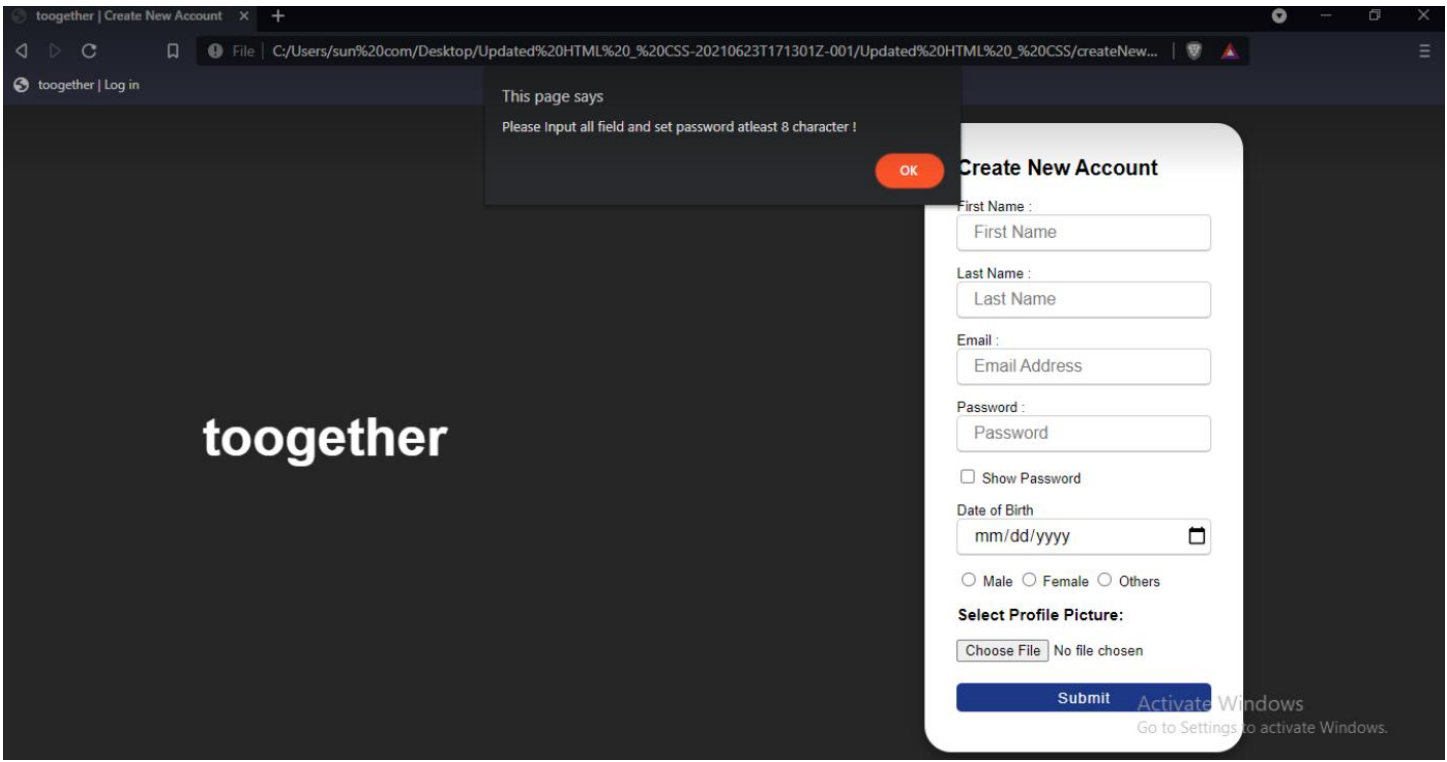 toogether | Create New Account
File | C:/Users/sun%20com/Desktop/Updated%20HTML%20_%20CSS-20210623T171301Z-001/Updated%20HTML%20_%20CSS/createNew...
toogether | Log in
This page says
Please Input all field and set password atleast 8 character !
OK
Create New Account
First Name :
First Name
Last Name :
Last Name
Email :
Email Address
Password :
Password
Show Password
toogether
Date of Birth
mm/dd/yyyy
Male Female Others
Select Profile Picture:
Choose File No file chosen
Submit
Activate Windows
Go to Settings to activate Windows.